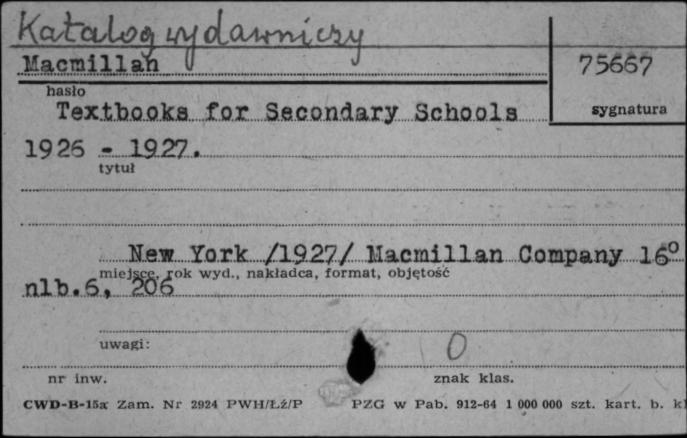 Katalog wydawniczy
Macmillan
75667
hasło
sygnatura
Textbooks for Secondary Schools
1926 - 1927.
tytuł
New York /1927/ Macmillan Company 16°
miejsce, rok wyd., nakładca, format, objętość
nlb.6, 206
uwagi:
0
nr inw.
znak klas.
CWD-B-15a Zam. Nr 2924 PWH/Łź/P PZG w Pab. 912-64 1 000 000 szt. kart. b. kl